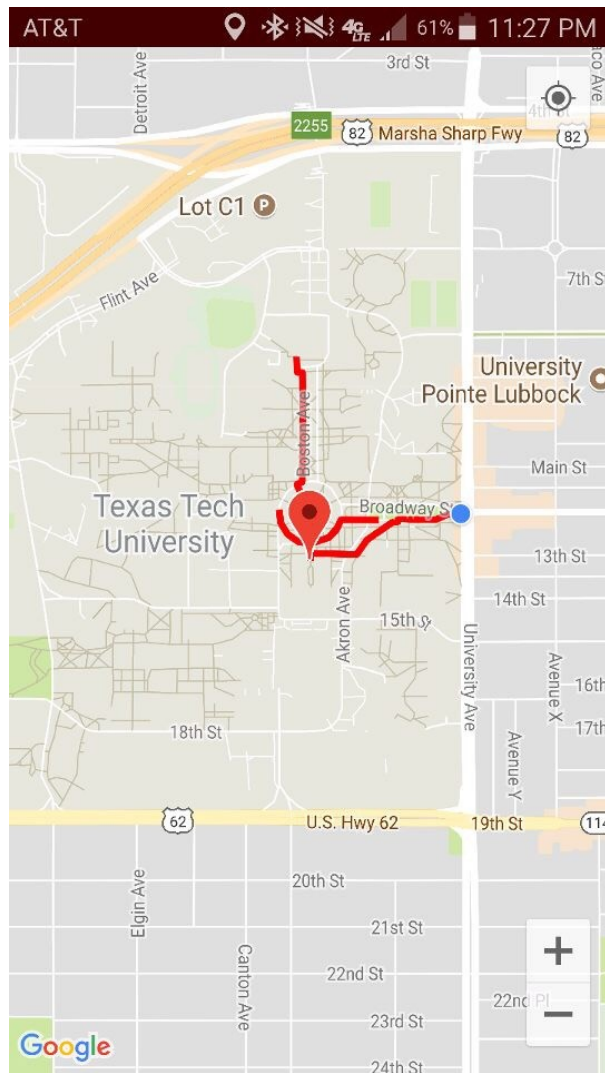 AT&T
4G LTE 61% 11:27 PM
Detroit Ave
3rd St
4th St
2255
82
Marsha Sharp Fwy
82
Lot C1 P
Flint Ave
7th S
University
Pointe Lubbock
Boston Ave
Main St
Texas Tech
University
Broadway S
13th St
14th St
Akron Ave
15th St
University Ave
Avenue X
16th
17th
18th St
Avenue Y
62
U.S. Hwy 62
19th St
114
20th St
Elgin Ave
21st St
Canton Ave
22nd St
22nd Pl
23rd St
24th St
+
−
Google